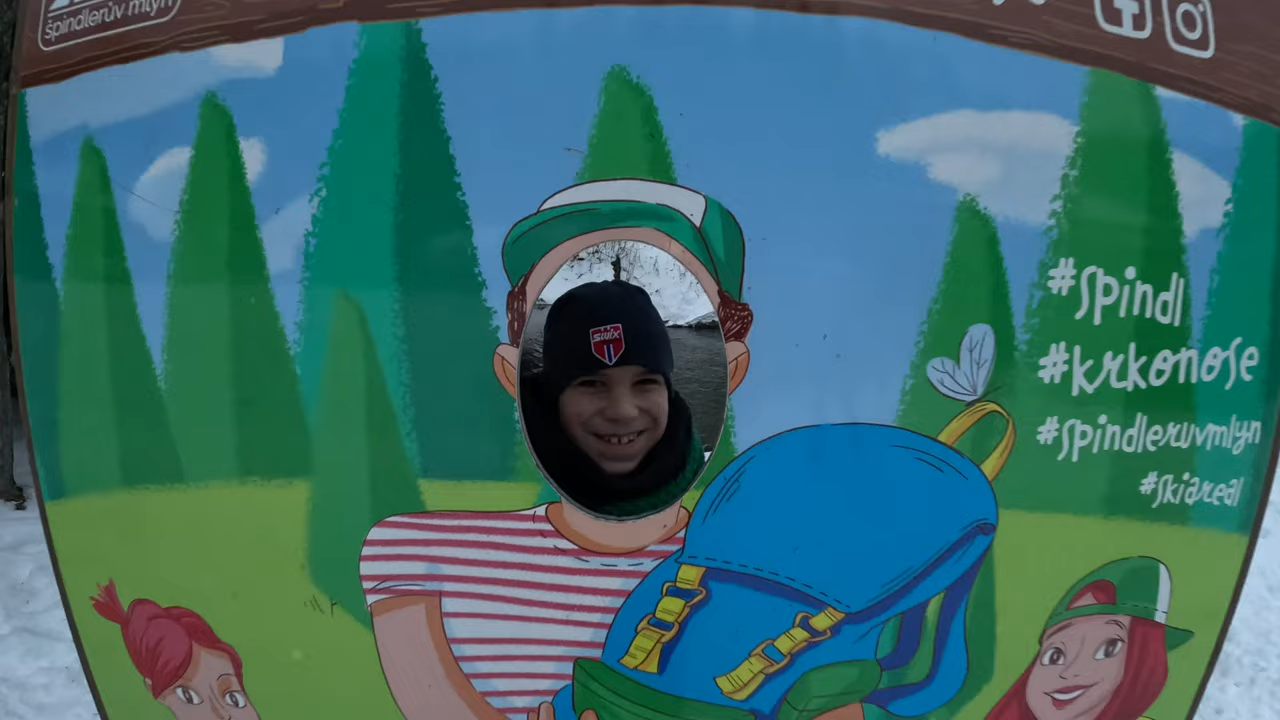 špindlerův mlýn
swix
#spindl
#krkonose
#spindleruvmlyn
#skiareal